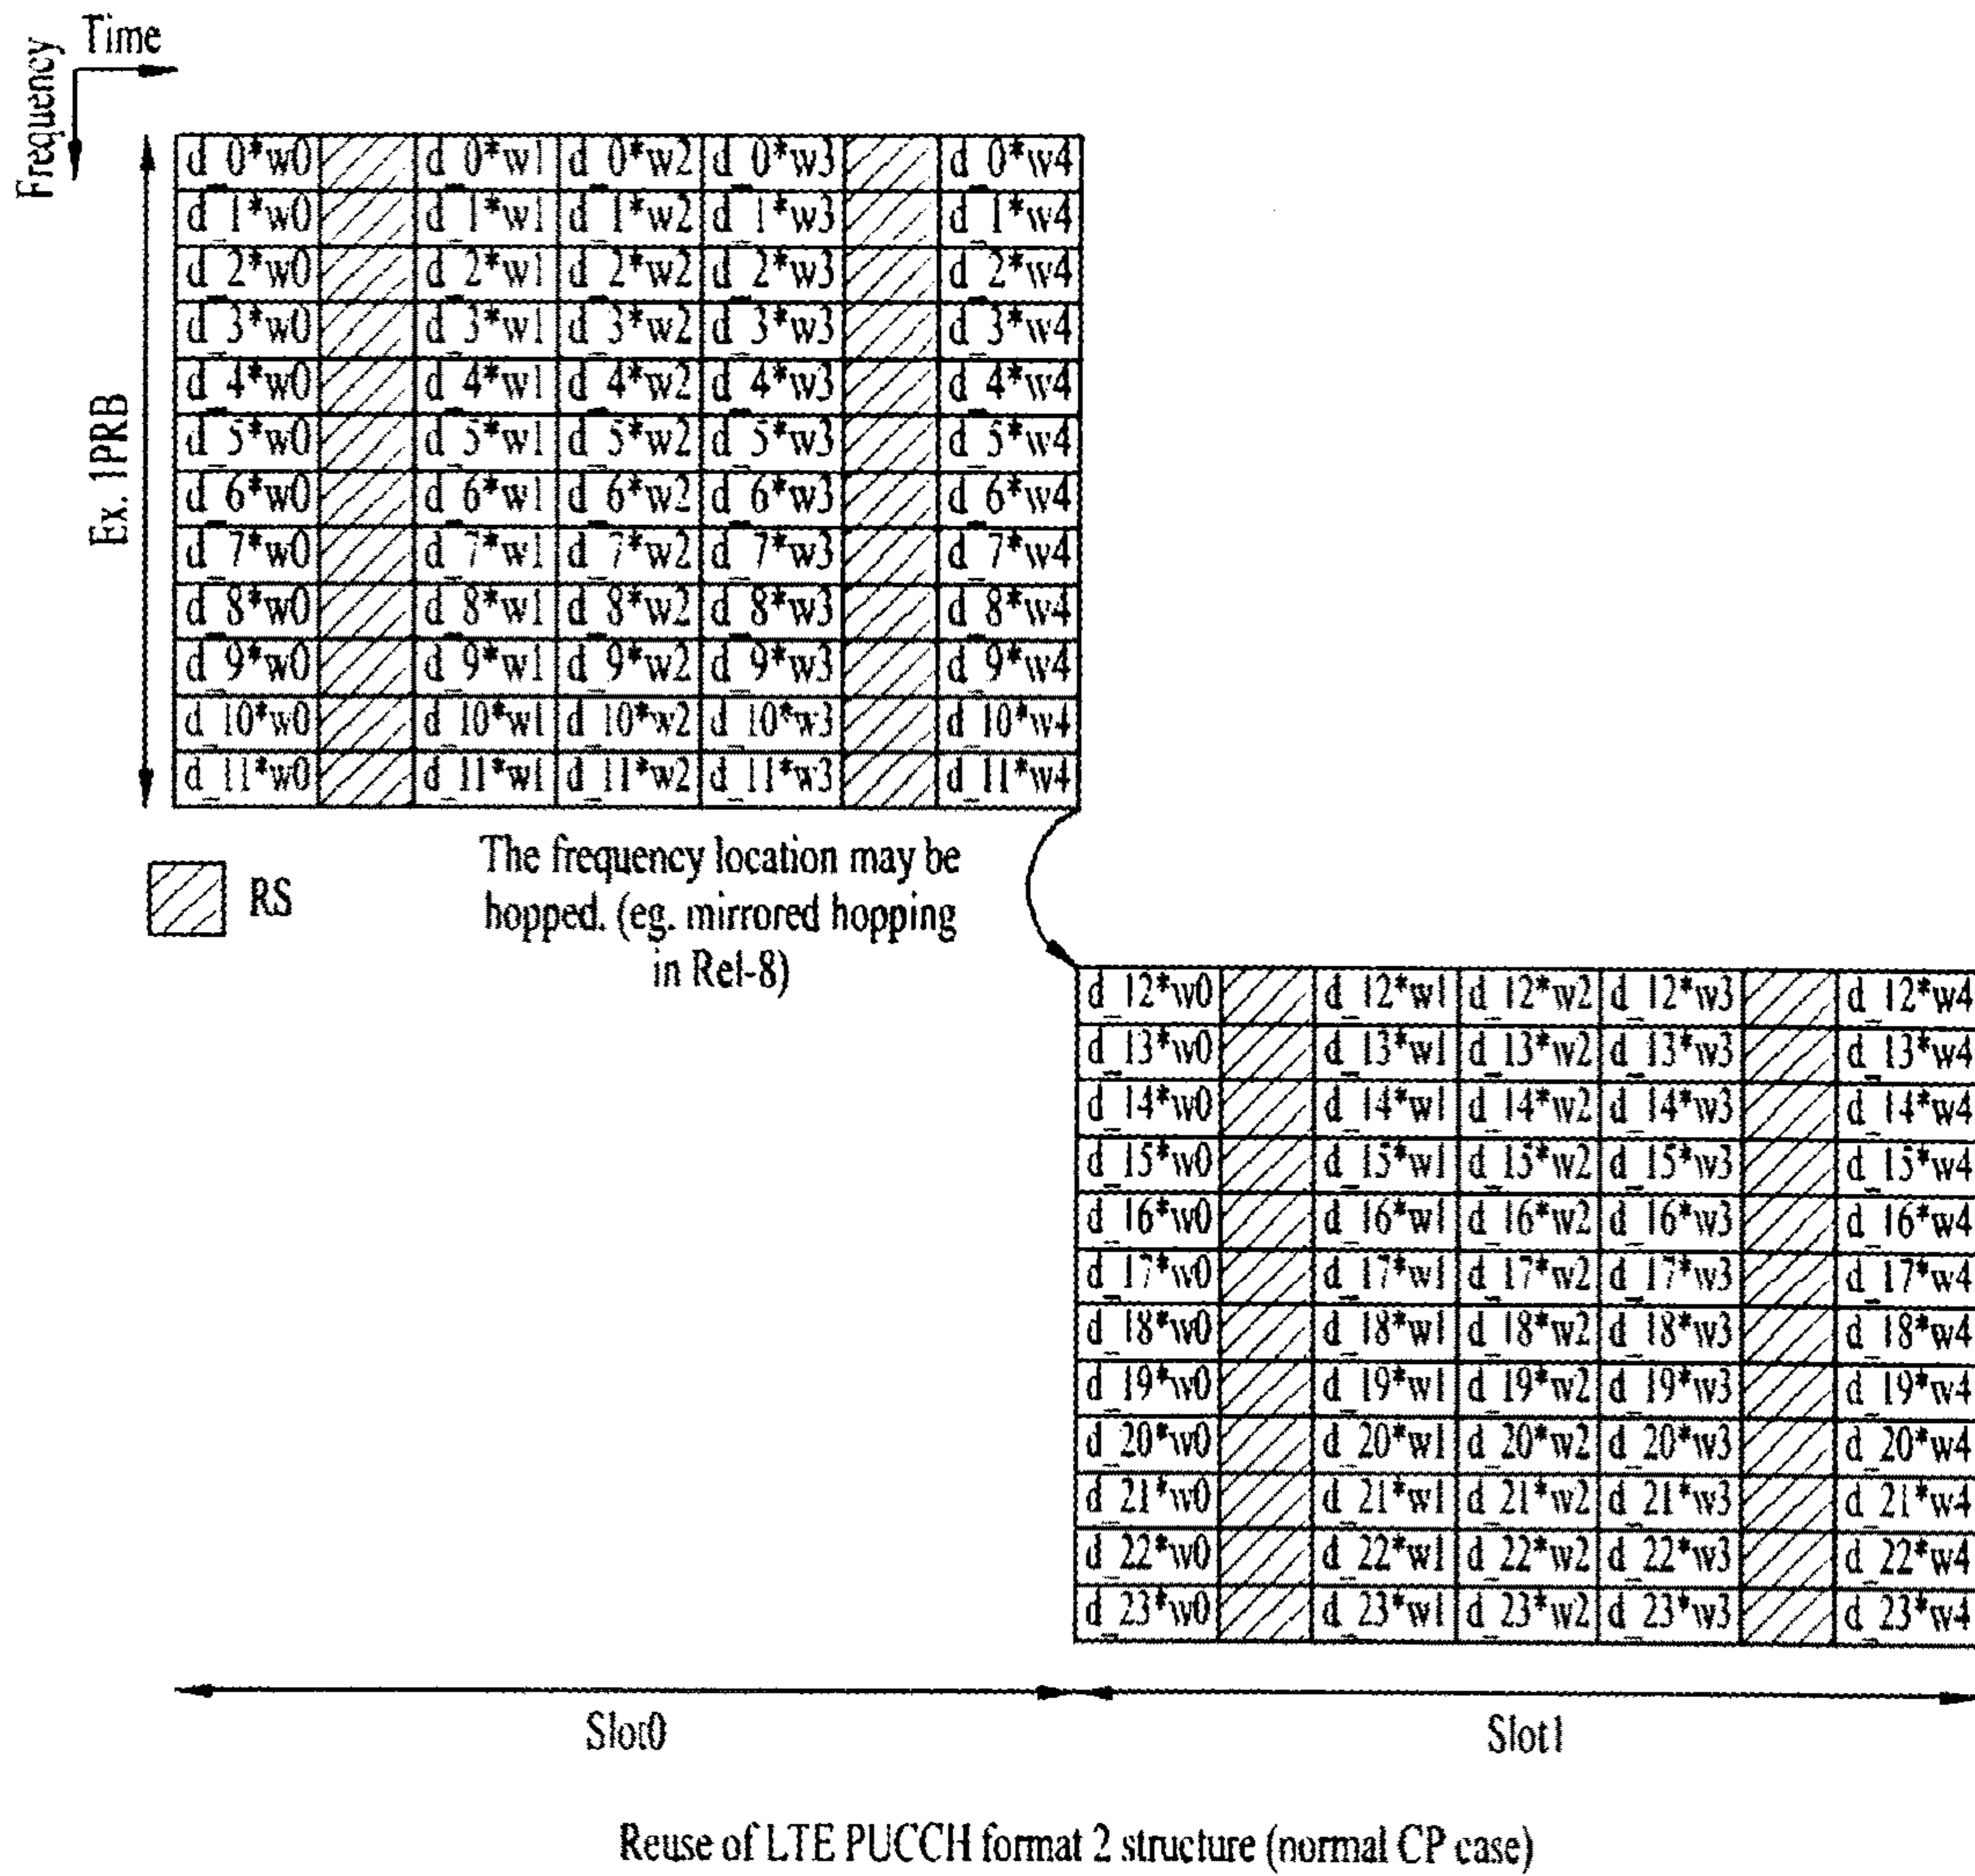 Time
Frequency
d_0*w0 d_0*w1 d_0*w2 d_0*w3 d_0*w4
d_1*w0 d_1*w1 d_1*w2 d_1*w3 d_1*w4
d_2*w0 d_2*w1 d_2*w2 d_2*w3 d_2*w4
d_3*w0 d_3*w1 d_3*w2 d_3*w3 d_3*w4
d_4*w0 d_4*w1 d_4*w2 d_4*w3 d_4*w4
d_5*w0 d_5*w1 d_5*w2 d_5*w3 d_5*w4
d_6*w0 d_6*w1 d_6*w2 d_6*w3 d_6*w4
d_7*w0 d_7*w1 d_7*w2 d_7*w3 d_7*w4
d_8*w0 d_8*w1 d_8*w2 d_8*w3 d_8*w4
d_9*w0 d_9*w1 d_9*w2 d_9*w3 d_9*w4
d_10*w0 d_10*w1 d_10*w2 d_10*w3 d_10*w4
d_11*w0 d_11*w1 d_11*w2 d_11*w3 d_11*w4
Ex. 1PRB
RS
The frequency location may be
hopped. (eg. mirrored hopping
in Rel-8)
d_12*w0 d_12*w1 d_12*w2 d_12*w3 d_12*w4
d_13*w0 d_13*w1 d_13*w2 d_13*w3 d_13*w4
d_14*w0 d_14*w1 d_14*w2 d_14*w3 d_14*w4
d_15*w0 d_15*w1 d_15*w2 d_15*w3 d_15*w4
d_16*w0 d_16*w1 d_16*w2 d_16*w3 d_16*w4
d_17*w0 d_17*w1 d_17*w2 d_17*w3 d_17*w4
d_18*w0 d_18*w1 d_18*w2 d_18*w3 d_18*w4
d_19*w0 d_19*w1 d_19*w2 d_19*w3 d_19*w4
d_20*w0 d_20*w1 d_20*w2 d_20*w3 d_20*w4
d_21*w0 d_21*w1 d_21*w2 d_21*w3 d_21*w4
d_22*w0 d_22*w1 d_22*w2 d_22*w3 d_22*w4
d_23*w0 d_23*w1 d_23*w2 d_23*w3 d_23*w4
Slot0
Slot1
Reuse of LTE PUCCH format 2 structure (normal CP case)